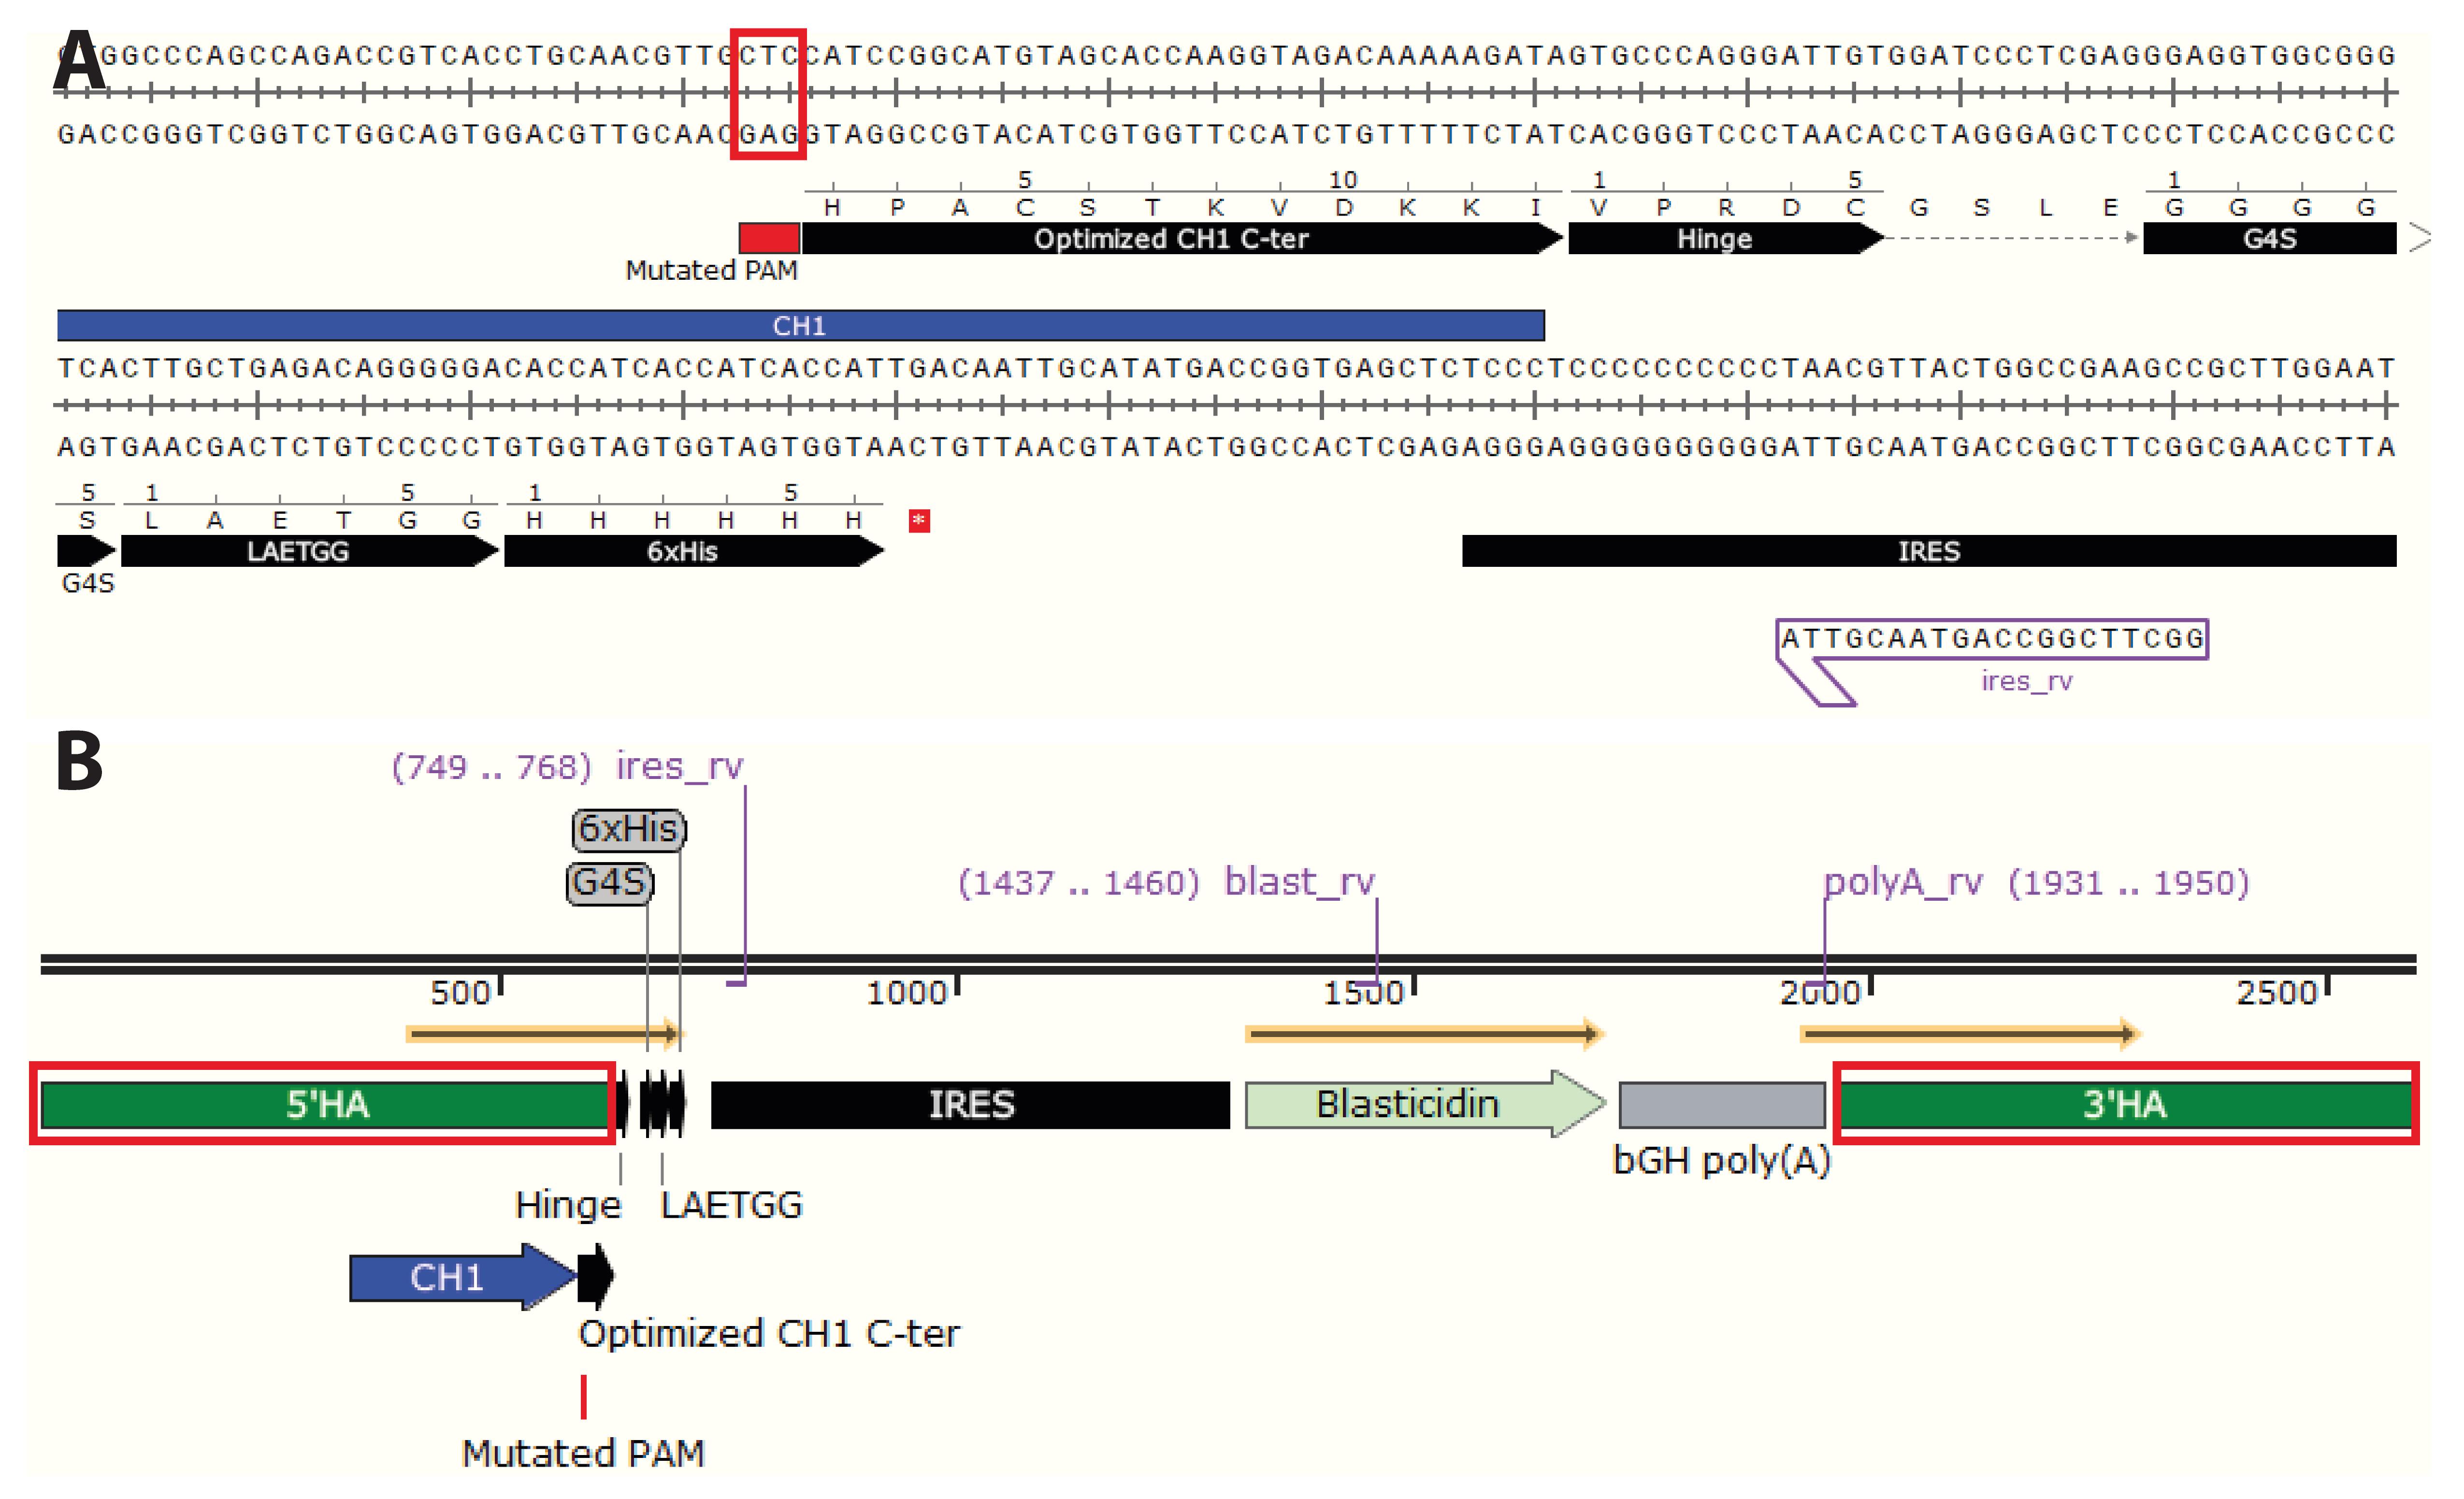 A
CTGGCCCAGCCAGACCGTCACCTGCAACGTTGCTCCATCCGGCATGTAGCACCAAGGTAGACAAAAAGATAGTGCCCAGGGATTGTGGATCCCTCGAGGGAGGTGGCGGG
GACCGGGTCGGTCTGGCAGTGGACGTTGCAACGAGGTAGGCCGTACATCGTGGTTCCATCTGTTTTTCTATCACGGGTCCCTAACACCTAGGGAGCTCCCTCCACCGCCC
5 10 1 5 1
H P A C S T K V D K K I V P R D C G S L E G G G G
Optimized CH1 C-ter Hinge G4S
Mutated PAM
CH1
TCACTTGCTGAGACAGGGGGACACCATCACCATCACCATTGACAATTGCATATGACCGGTGAGCTCTCCCTCCCCCCCCCCTAACGTTACTGGCCGAAGCCGCTTGGAAT
AGTGAACGACTCTGTCCCCCTGTGGTAGTGGTAGTGGTAACTGTTAACGTATACTGGCCACTCGAGAGGGAGGGGGGGGGGATTGCAATGACCGGCTTCGGCGAACCTTA
5 1 5 1 5
S L A E T G G H H H H H H *
LAETGG 6xHis IRES
G4S
ATTGCAATGACCGGCTTCGG
ires_rv
B
(749 .. 768) ires_rv
6xHis
G4S
(1437 .. 1460) blast_rv
polyA_rv (1931 .. 1950)
500 1000 1500 2000 2500
5'HA IRES Blasticidin 3'HA
bGH poly(A)
Hinge LAETGG
CH1
Optimized CH1 C-ter
Mutated PAM